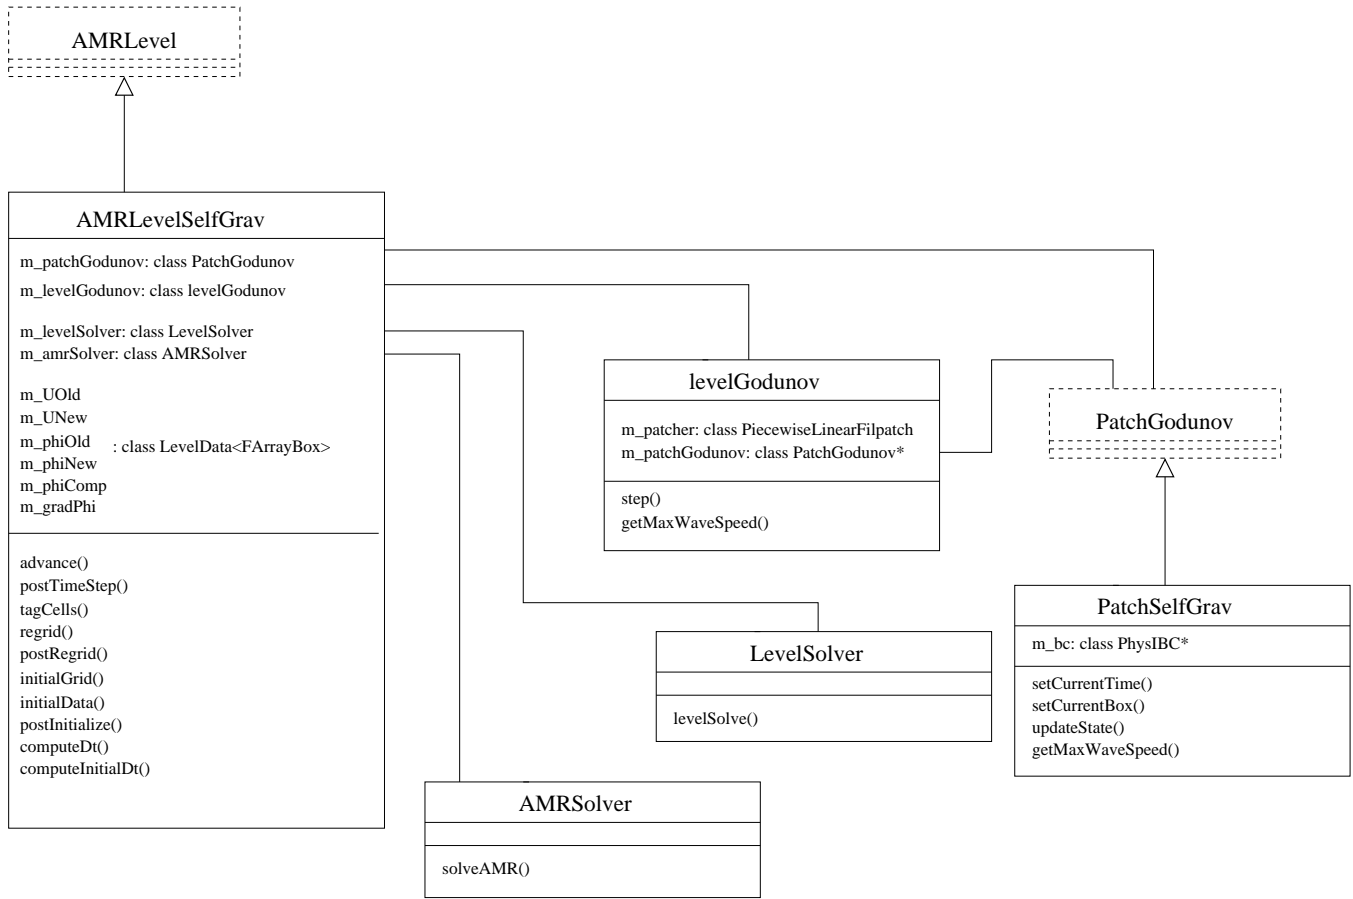 AMRLevel
AMRLevelSelfGrav
m_patchGodunov: class PatchGodunov
m_levelGodunov: class levelGodunov
m_levelSolver: class LevelSolver
m_amrSolver: class AMRSolver
m_UOld
m_UNew
m_phiOld
: class LevelData<FArrayBox>
m_phiNew
m_phiComp
m_gradPhi
advance()
postTimeStep()
tagCells()
regrid()
postRegrid()
initialGrid()
initialData()
postInitialize()
computeDt()
computeInitialDt()
levelGodunov
m_patcher: class PiecewiseLinearFilpatch
m_patchGodunov: class PatchGodunov*
step()
getMaxWaveSpeed()
PatchGodunov
PatchSelfGrav
m_bc: class PhysIBC*
setCurrentTime()
setCurrentBox()
updateState()
getMaxWaveSpeed()
LevelSolver
levelSolve()
AMRSolver
solveAMR()